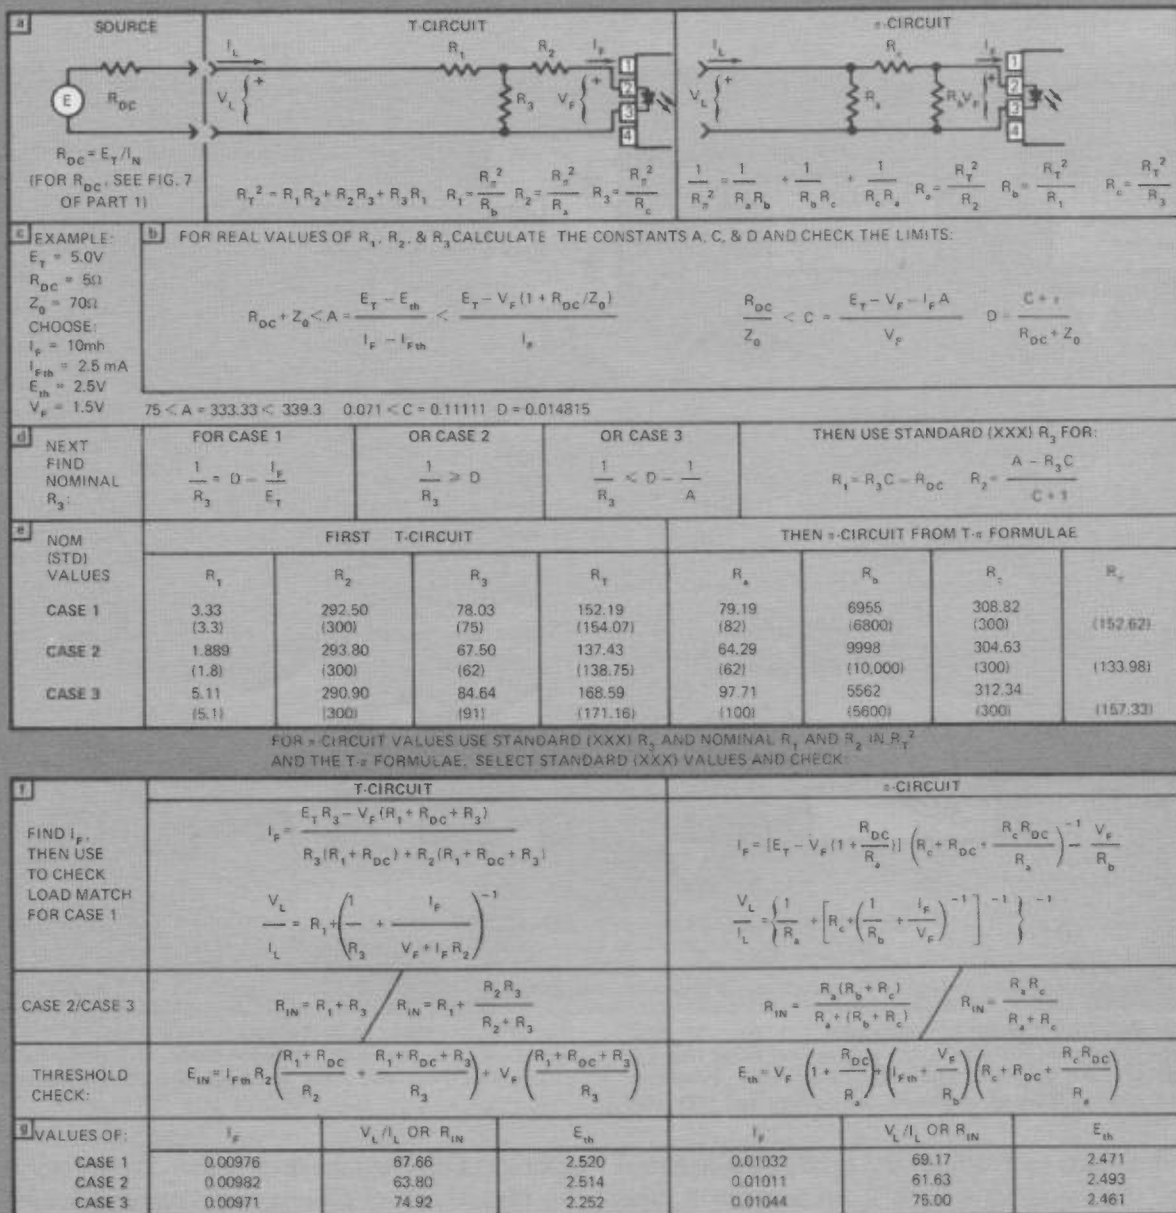 a SOURCE
E
R_DC
R_DC = E_T/I_N
(FOR R_DC, SEE FIG. 7
OF PART 1)
T-CIRCUIT
I_L R_1 R_2 I_F
V_L { + R_3 V_F { +
1
2
3
4
R_T² = R_1R_2 + R_2R_3 + R_3R_1 R_1 = R_π²/R_b R_2 = R_π²/R_a R_3 = R_π²/R_c
π-CIRCUIT
I_L R_c I_F
V_L { + R_a R_b V_F { +
1
2
3
4
1/R_π² = 1/(R_aR_b) + 1/(R_bR_c) + 1/(R_cR_a) R_a = R_T²/R_2 R_b = R_T²/R_1 R_c = R_T²/R_3
c EXAMPLE:
E_T = 5.0V
R_DC = 5Ω
Z_0 = 70Ω
CHOOSE:
I_F = 10mh
I_Fth = 2.5 mA
E_th = 2.5V
V_F = 1.5V
b FOR REAL VALUES OF R_1, R_2, & R_3 CALCULATE THE CONSTANTS A, C, & D AND CHECK THE LIMITS:
R_DC + Z_0 < A = (E_T − E_th)/(I_F − I_Fth) < (E_T − V_F(1 + R_DC/Z_0))/I_F
R_DC/Z_0 < C = (E_T − V_F − I_FA)/V_F D = (C +)/(R_DC + Z_0)
75 < A = 333.33 < 339.3 0.071 < C = 0.11111 D = 0.014815
d NEXT
FIND
NOMINAL
R_3:
FOR CASE 1
1/R_3 = D − I_F/E_T
OR CASE 2
1/R_3 ⩾ D
OR CASE 3
1/R_3 < D − 1/A
THEN USE STANDARD (XXX) R_3 FOR:
R_1 = R_3C − R_DC R_2 = (A − R_3C)/(C + 1)
e NOM
(STD)
VALUES
FIRST T-CIRCUIT THEN π-CIRCUIT FROM T-π FORMULAE
R_1 R_2 R_3 R_T R_a R_b R_c R_π
CASE 1 3.33 292.50 78.03 152.19 79.19 6955 308.82
(3.3) (300) (75) (154.07) (82) (6800) (300) (152.62)
CASE 2 1.889 293.80 67.50 137.43 64.29 9998 304.63
(1.8) (300) (62) (138.75) (62) (10,000) (300) (133.98)
CASE 3 5.11 290.90 84.64 168.59 97.71 5562 312.34
(5.1) (300) (91) (171.16) (100) (5600) (300) (157.33)
FOR π-CIRCUIT VALUES USE STANDARD (XXX) R_3 AND NOMINAL R_1 AND R_2 IN R_T²
AND THE T-π FORMULAE. SELECT STANDARD (XXX) VALUES AND CHECK:
f T-CIRCUIT π-CIRCUIT
FIND I_F,
THEN USE
TO CHECK
LOAD MATCH
FOR CASE 1
I_F = (E_TR_3 − V_F(R_1 + R_DC + R_3))/(R_3(R_1 + R_DC) + R_2(R_1 + R_DC + R_3))
V_L/I_L = R_1 + (1/R_3 + I_F/(V_F + I_FR_2))^−1
I_F = [E_T − V_F(1 + R_DC/R_a)] (R_c + R_DC + R_cR_DC/R_a)^−1 − V_F/R_b
V_L/I_L = {1/R_a + [R_c + (1/R_b + I_F/V_F)^−1]^−1}^−1
CASE 2/CASE 3
R_IN = R_1 + R_3 / R_IN = R_1 + R_2R_3/(R_2 + R_3)
R_IN = R_a(R_b + R_c)/(R_a + (R_b + R_c)) / R_IN = R_aR_c/(R_a + R_c)
THRESHOLD
CHECK:
E_IN = I_Fth R_2 ((R_1 + R_DC)/R_2 + (R_1 + R_DC + R_3)/R_3) + V_F ((R_1 + R_DC + R_3)/R_3)
E_th = V_F (1 + R_DC/R_a) + (I_Fth + V_F/R_b)(R_c + R_DC + R_cR_DC/R_a)
g VALUES OF: I_F V_L/I_L OR R_IN E_th I_F V_L/I_L OR R_IN E_th
CASE 1 0.00976 67.66 2.520 0.01032 69.17 2.471
CASE 2 0.00982 63.80 2.514 0.01011 61.63 2.493
CASE 3 0.00971 74.92 2.252 0.01044 75.00 2.461